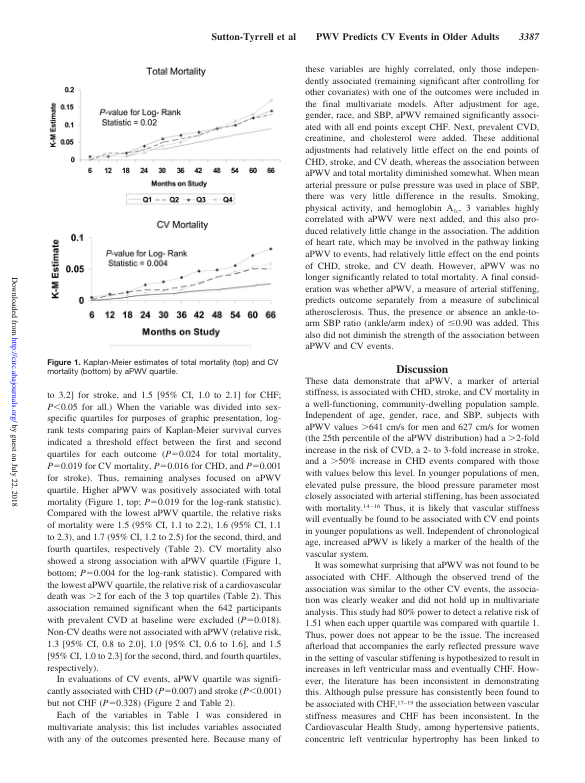 Sutton-Tyrrell et al PWV Predicts CV Events in Older Adults 3387
Total Mortality
K-M Estimate
0.2
0.15
0.1
0.05
0
P-value for Log- Rank
Statistic = 0.02
6 12 18 24 30 36 42 48 54 60 66
Months on Study
Q1 Q2 Q3 Q4
CV Mortality
K-M Estimate
0.1
0.05
0
P-value for Log- Rank
Statistic = 0.004
6 12 18 24 30 36 42 48 54 60 66
Months on Study
Figure 1. Kaplan-Meier estimates of total mortality (top) and CV
mortality (bottom) by aPWV quartile.
to 3.2] for stroke, and 1.5 [95% CI, 1.0 to 2.1] for CHF;
P<0.05 for all.) When the variable was divided into sex-
specific quartiles for purposes of graphic presentation, log-
rank tests comparing pairs of Kaplan-Meier survival curves
indicated a threshold effect between the first and second
quartiles for each outcome (P=0.024 for total mortality,
P=0.019 for CV mortality, P=0.016 for CHD, and P=0.001
for stroke). Thus, remaining analyses focused on aPWV
quartile. Higher aPWV was positively associated with total
mortality (Figure 1, top; P=0.019 for the log-rank statistic).
Compared with the lowest aPWV quartile, the relative risks
of mortality were 1.5 (95% CI, 1.1 to 2.2), 1.6 (95% CI, 1.1
to 2.3), and 1.7 (95% CI, 1.2 to 2.5) for the second, third, and
fourth quartiles, respectively (Table 2). CV mortality also
showed a strong association with aPWV quartile (Figure 1,
bottom; P=0.004 for the log-rank statistic). Compared with
the lowest aPWV quartile, the relative risk of a cardiovascular
death was >2 for each of the 3 top quartiles (Table 2). This
association remained significant when the 642 participants
with prevalent CVD at baseline were excluded (P=0.018).
Non-CV deaths were not associated with aPWV (relative risk,
1.3 [95% CI, 0.8 to 2.0], 1.0 [95% CI, 0.6 to 1.6], and 1.5
[95% CI, 1.0 to 2.3] for the second, third, and fourth quartiles,
respectively).
In evaluations of CV events, aPWV quartile was signifi-
cantly associated with CHD (P=0.007) and stroke (P<0.001)
but not CHF (P=0.328) (Figure 2 and Table 2).
Each of the variables in Table 1 was considered in
multivariate analysis; this list includes variables associated
with any of the outcomes presented here. Because many of
these variables are highly correlated, only those indepen-
dently associated (remaining significant after controlling for
other covariates) with one of the outcomes were included in
the final multivariate models. After adjustment for age,
gender, race, and SBP, aPWV remained significantly associ-
ated with all end points except CHF. Next, prevalent CVD,
creatinine, and cholesterol were added. These additional
adjustments had relatively little effect on the end points of
CHD, stroke, and CV death, whereas the association between
aPWV and total mortality diminished somewhat. When mean
arterial pressure or pulse pressure was used in place of SBP,
there was very little difference in the results. Smoking,
physical activity, and hemoglobin A1c, 3 variables highly
correlated with aPWV were next added, and this also pro-
duced relatively little change in the association. The addition
of heart rate, which may be involved in the pathway linking
aPWV to events, had relatively little effect on the end points
of CHD, stroke, and CV death. However, aPWV was no
longer significantly related to total mortality. A final consid-
eration was whether aPWV, a measure of arterial stiffening,
predicts outcome separately from a measure of subclinical
atherosclerosis. Thus, the presence or absence an ankle-to-
arm SBP ratio (ankle/arm index) of ≤0.90 was added. This
also did not diminish the strength of the association between
aPWV and CV events.
Discussion
These data demonstrate that aPWV, a marker of arterial
stiffness, is associated with CHD, stroke, and CV mortality in
a well-functioning, community-dwelling population sample.
Independent of age, gender, race, and SBP, subjects with
aPWV values >641 cm/s for men and 627 cm/s for women
(the 25th percentile of the aPWV distribution) had a >2-fold
increase in the risk of CVD, a 2- to 3-fold increase in stroke,
and a >50% increase in CHD events compared with those
with values below this level. In younger populations of men,
elevated pulse pressure, the blood pressure parameter most
closely associated with arterial stiffening, has been associated
with mortality.14–16 Thus, it is likely that vascular stiffness
will eventually be found to be associated with CV end points
in younger populations as well. Independent of chronological
age, increased aPWV is likely a marker of the health of the
vascular system.
It was somewhat surprising that aPWV was not found to be
associated with CHF. Although the observed trend of the
association was similar to the other CV events, the associa-
tion was clearly weaker and did not hold up in multivariate
analysis. This study had 80% power to detect a relative risk of
1.51 when each upper quartile was compared with quartile 1.
Thus, power does not appear to be the issue. The increased
afterload that accompanies the early reflected pressure wave
in the setting of vascular stiffening is hypothesized to result in
increases in left ventricular mass and eventually CHF. How-
ever, the literature has been inconsistent in demonstrating
this. Although pulse pressure has consistently been found to
be associated with CHF,17–19 the association between vascular
stiffness measures and CHF has been inconsistent. In the
Cardiovascular Health Study, among hypertensive patients,
concentric left ventricular hypertrophy has been linked to
Downloaded from http://circ.ahajournals.org/ by guest on July 22, 2018